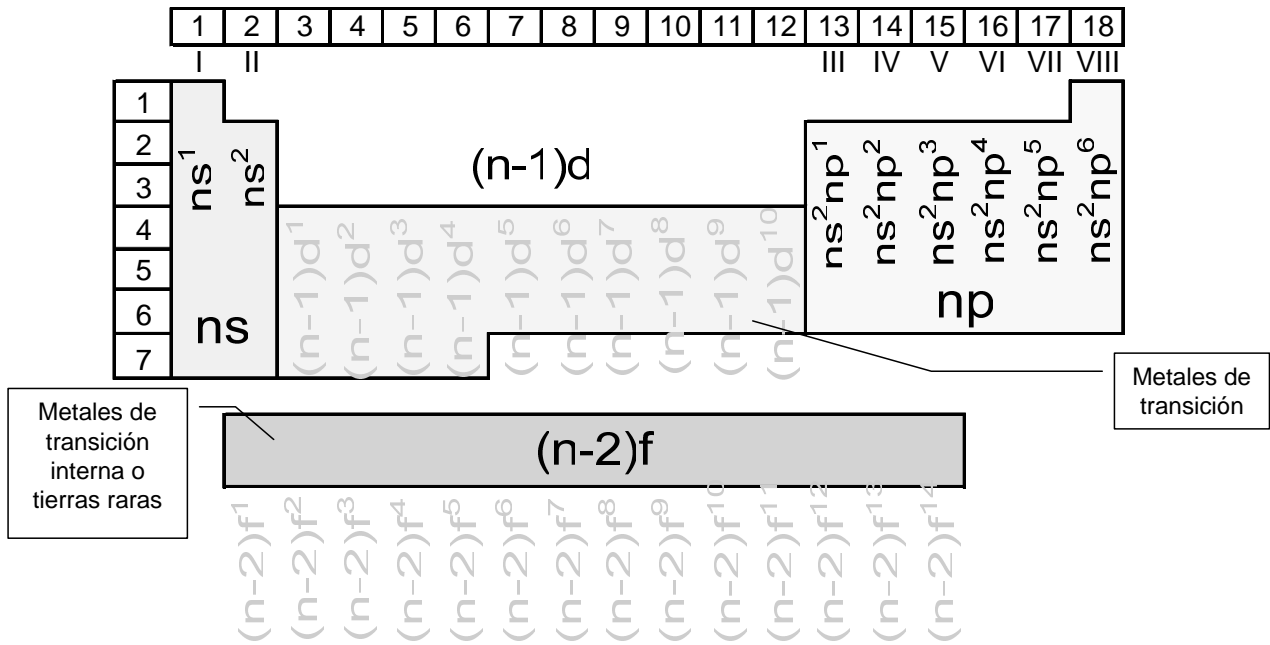 1 2 3 4 5 6 7 8 9 10 11 12 13 14 15 16 17 18
I II III IV V VI VII VIII
1
2
3
4
5
6
7
ns¹
ns²
ns
(n-1)d
(n-1)d¹
(n-1)d²
(n-1)d³
(n-1)d⁴
(n-1)d⁵
(n-1)d⁶
(n-1)d⁷
(n-1)d⁸
(n-1)d⁹
(n-1)d¹⁰
ns²np¹
ns²np²
ns²np³
ns²np⁴
ns²np⁵
ns²np⁶
np
Metales de
transición
Metales de
transición
interna o
tierras raras
(n-2)f
(n-2)f¹
(n-2)f²
(n-2)f³
(n-2)f⁴
(n-2)f⁵
(n-2)f⁶
(n-2)f⁷
(n-2)f⁸
(n-2)f⁹
(n-2)f¹⁰
(n-2)f¹¹
(n-2)f¹²
(n-2)f¹³
(n-2)f¹⁴